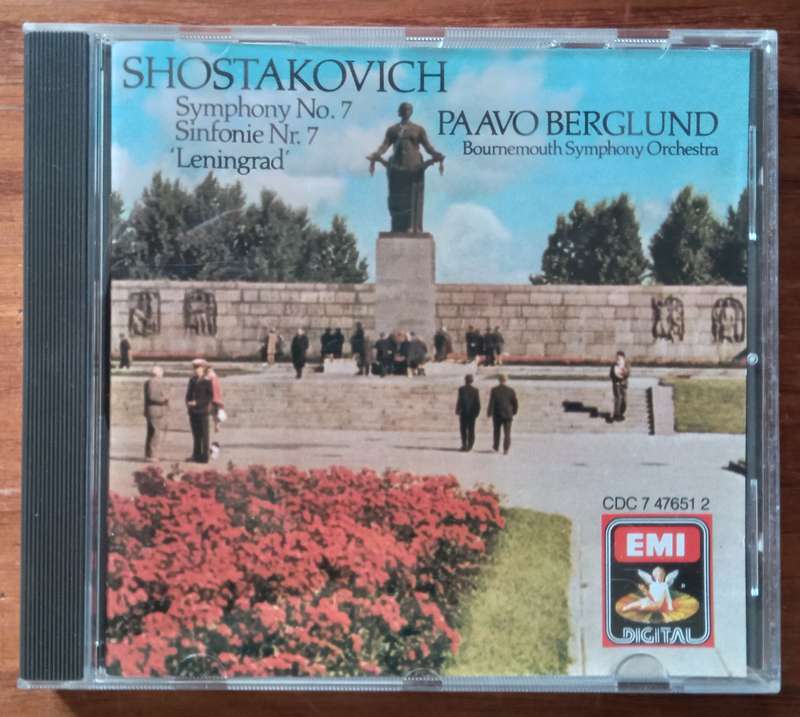 SHOSTAKOVICH
Symphony No. 7
Sinfonie Nr. 7
'Leningrad'
PAAVO BERGLUND
Bournemouth Symphony Orchestra
CDC 7 47651 2
EMI
DIGITAL